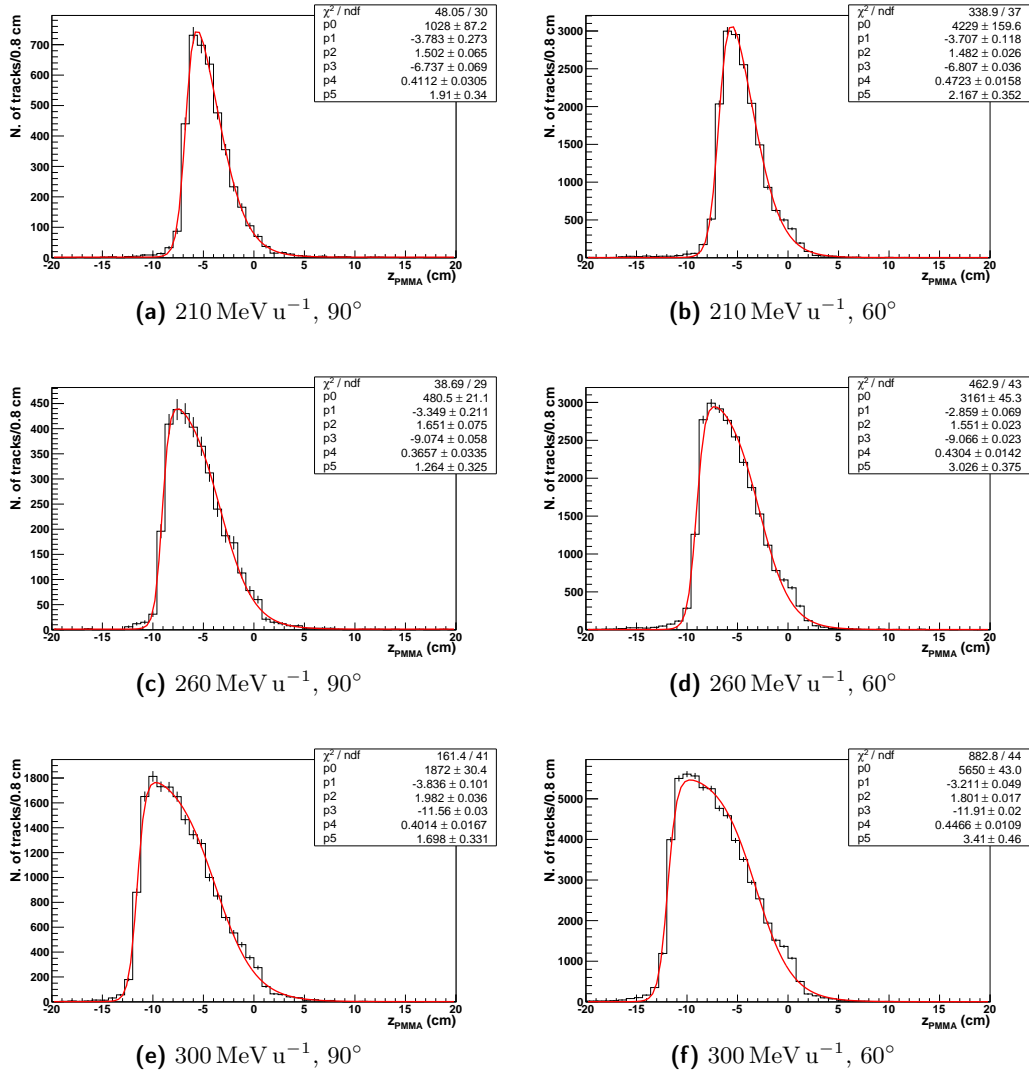 N. of tracks/0.8 cm
700
600
500
400
300
200
100
0
-20 -15 -10 -5 0 5 10 15 20
z_PMMA (cm)
χ² / ndf 48.05 / 30
p0 1028 ± 87.2
p1 -3.783 ± 0.273
p2 1.502 ± 0.065
p3 -6.737 ± 0.069
p4 0.4112 ± 0.0305
p5 1.91 ± 0.34
(a) 210 MeV u⁻¹, 90°
N. of tracks/0.8 cm
3000
2500
2000
1500
1000
500
0
-20 -15 -10 -5 0 5 10 15 20
z_PMMA (cm)
χ² / ndf 338.9 / 37
p0 4229 ± 159.6
p1 -3.707 ± 0.118
p2 1.482 ± 0.026
p3 -6.807 ± 0.036
p4 0.4723 ± 0.0158
p5 2.167 ± 0.352
(b) 210 MeV u⁻¹, 60°
N. of tracks/0.8 cm
450
400
350
300
250
200
150
100
50
0
-20 -15 -10 -5 0 5 10 15 20
z_PMMA (cm)
χ² / ndf 38.69 / 29
p0 480.5 ± 21.1
p1 -3.349 ± 0.211
p2 1.651 ± 0.075
p3 -9.074 ± 0.058
p4 0.3657 ± 0.0335
p5 1.264 ± 0.325
(c) 260 MeV u⁻¹, 90°
N. of tracks/0.8 cm
3000
2500
2000
1500
1000
500
0
-20 -15 -10 -5 0 5 10 15 20
z_PMMA (cm)
χ² / ndf 462.9 / 43
p0 3161 ± 45.3
p1 -2.859 ± 0.069
p2 1.551 ± 0.023
p3 -9.066 ± 0.023
p4 0.4304 ± 0.0142
p5 3.026 ± 0.375
(d) 260 MeV u⁻¹, 60°
N. of tracks/0.8 cm
1800
1600
1400
1200
1000
800
600
400
200
0
-20 -15 -10 -5 0 5 10 15 20
z_PMMA (cm)
χ² / ndf 161.4 / 41
p0 1872 ± 30.4
p1 -3.836 ± 0.101
p2 1.982 ± 0.036
p3 -11.56 ± 0.03
p4 0.4014 ± 0.0167
p5 1.698 ± 0.331
(e) 300 MeV u⁻¹, 90°
N. of tracks/0.8 cm
5000
4000
3000
2000
1000
0
-20 -15 -10 -5 0 5 10 15 20
z_PMMA (cm)
χ² / ndf 882.8 / 44
p0 5650 ± 43.0
p1 -3.211 ± 0.049
p2 1.801 ± 0.017
p3 -11.91 ± 0.02
p4 0.4466 ± 0.0109
p5 3.41 ± 0.46
(f) 300 MeV u⁻¹, 60°